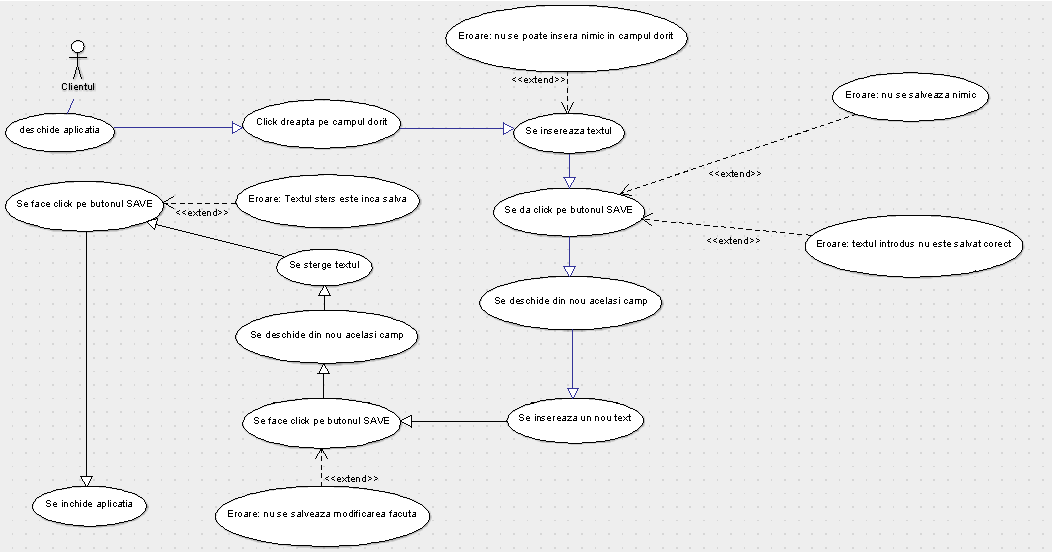 Eroare: nu se poate insera nimic in campul dorit
<<extend>>
Clientul
Eroare: nu se salveaza nimic
deschide aplicatia
Click dreapta pe campul dorit
Se insereaza textul
<<extend>>
Se face click pe butonul SAVE
Eroare: Textul sters este inca salva
<<extend>>
Se da click pe butonul SAVE
<<extend>>
Eroare: textul introdus nu este salvat corect
Se sterge textul
Se deschide din nou acelasi camp
Se deschide din nou acelasi camp
Se face click pe butonul SAVE
Se insereaza un nou text
<<extend>>
Se inchide aplicatia
Eroare: nu se salveaza modificarea facuta